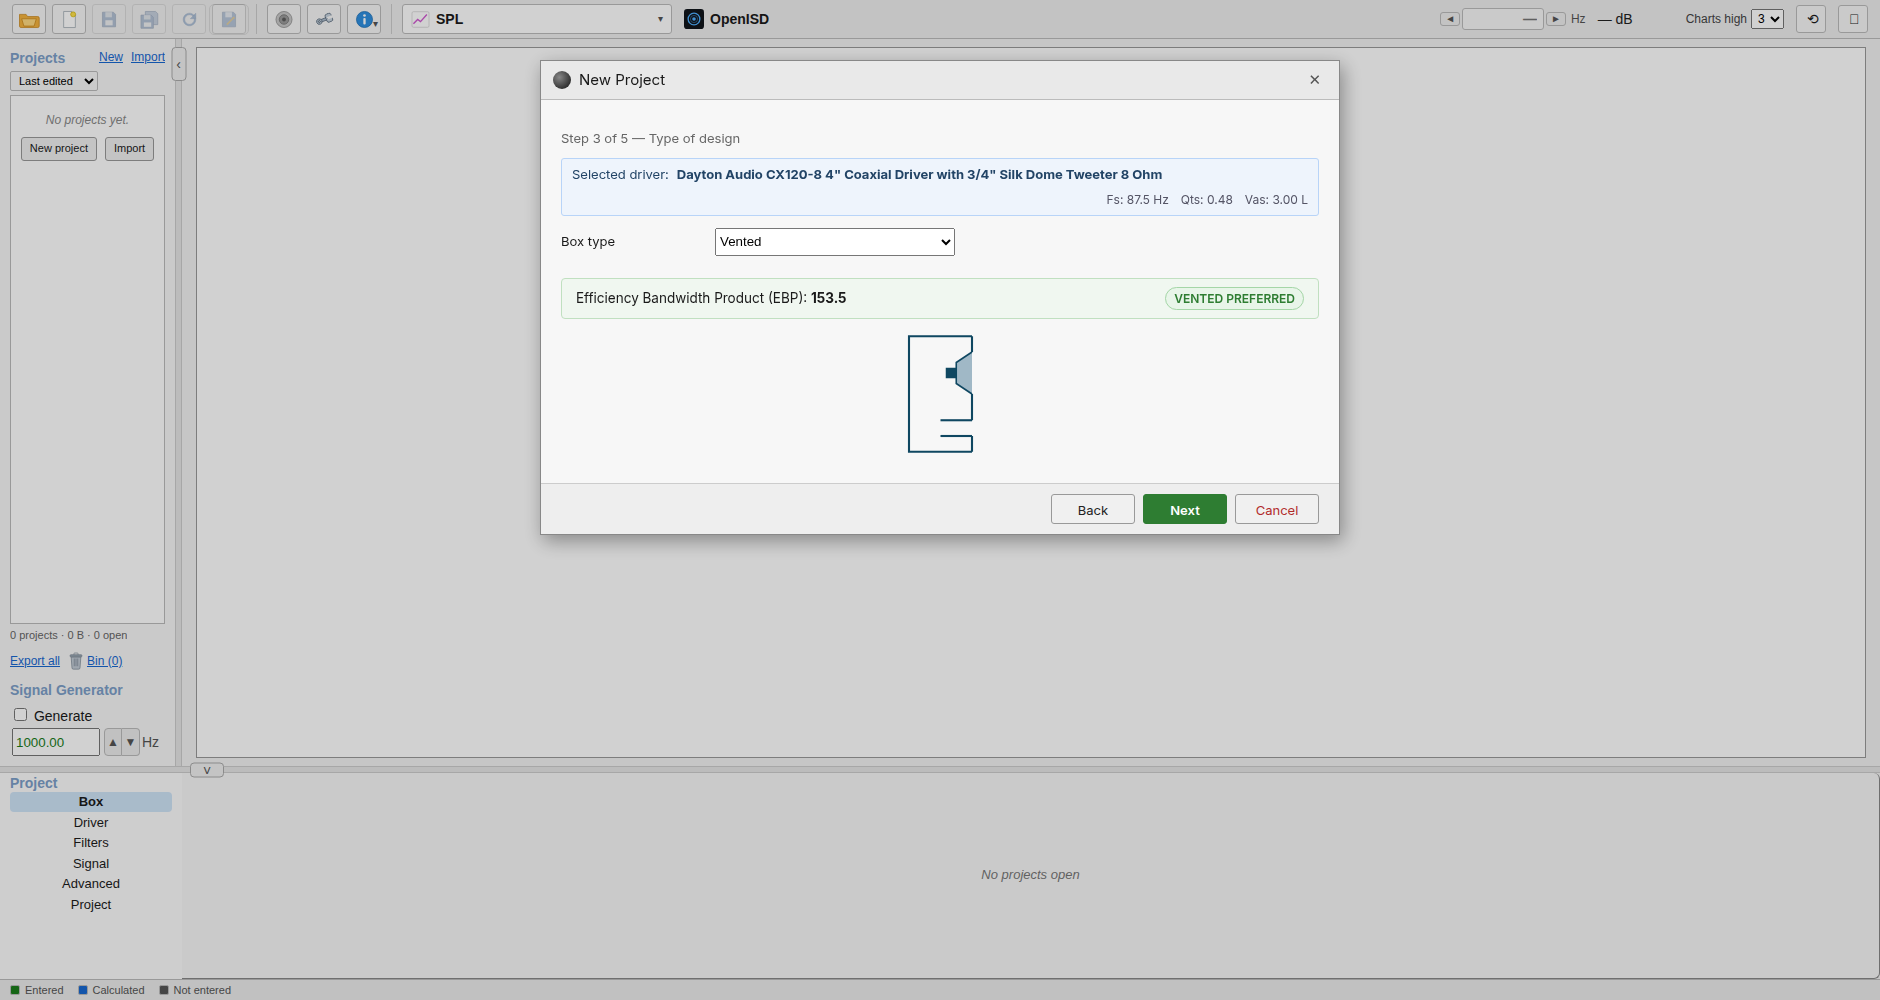 SPL
OpenISD
— Hz — dB
Charts high 3
Projects New Import
Last edited
No projects yet.
New project Import
0 projects · 0 B · 0 open
Export all Bin (0)
Signal Generator
Generate
1000.00 Hz
New Project
Step 3 of 5 — Type of design
Selected driver: Dayton Audio CX120-8 4" Coaxial Driver with 3/4" Silk Dome Tweeter 8 Ohm
Fs: 87.5 Hz Qts: 0.48 Vas: 3.00 L
Box type Vented
Efficiency Bandwidth Product (EBP): 153.5 VENTED PREFERRED
Back Next Cancel
Project
Box
Driver
Filters
Signal
Advanced
Project
No projects open
Entered Calculated Not entered